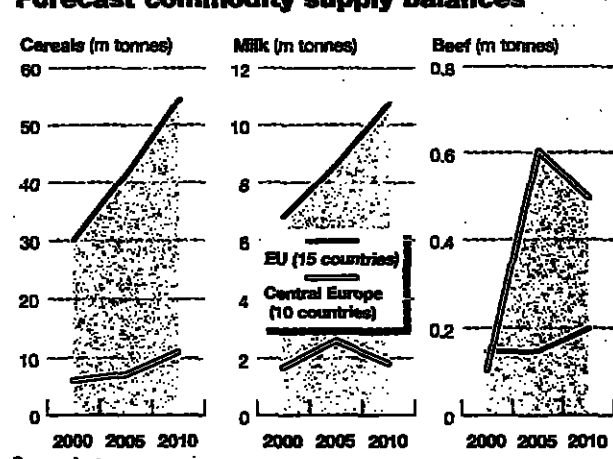 Forecast commodity supply balances
Cereals (m tonnes)
60
50
40
30
20
10
0
2000 2005 2010
Milk (m tonnes)
12
10
8
6
EU (15 countries)
Central Europe
(10 countries)
4
2
0
2000 2005 2010
Beef (m tonnes)
0.8
0.6
0.4
0.2
0
2000 2005 2010